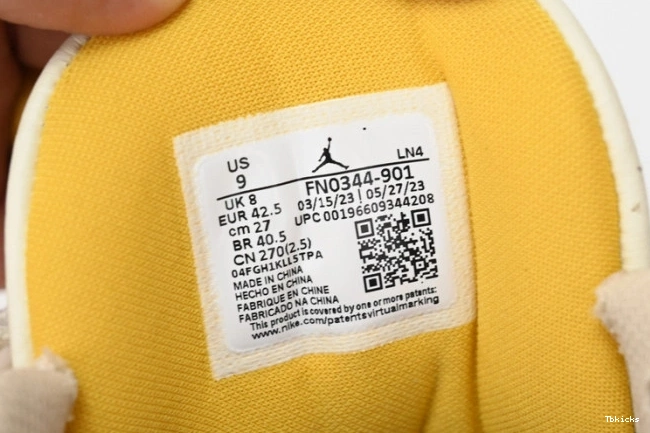 US
9
LN4
UK 8
FN0344-901
EUR 42.5
03/15/23 | 05/27/23
cm 27
UPC 00196609344208
BR 40.5
CN 270(2.5)
04FGH1KLL5TPA
MADE IN CHINA
HECHO EN CHINA
FABRIQUE EN CHINE
FABRICADO NA CHINA
This product is covered by one or more patents:
www.nike.com/patentsvirtualmarking
Tbkicks